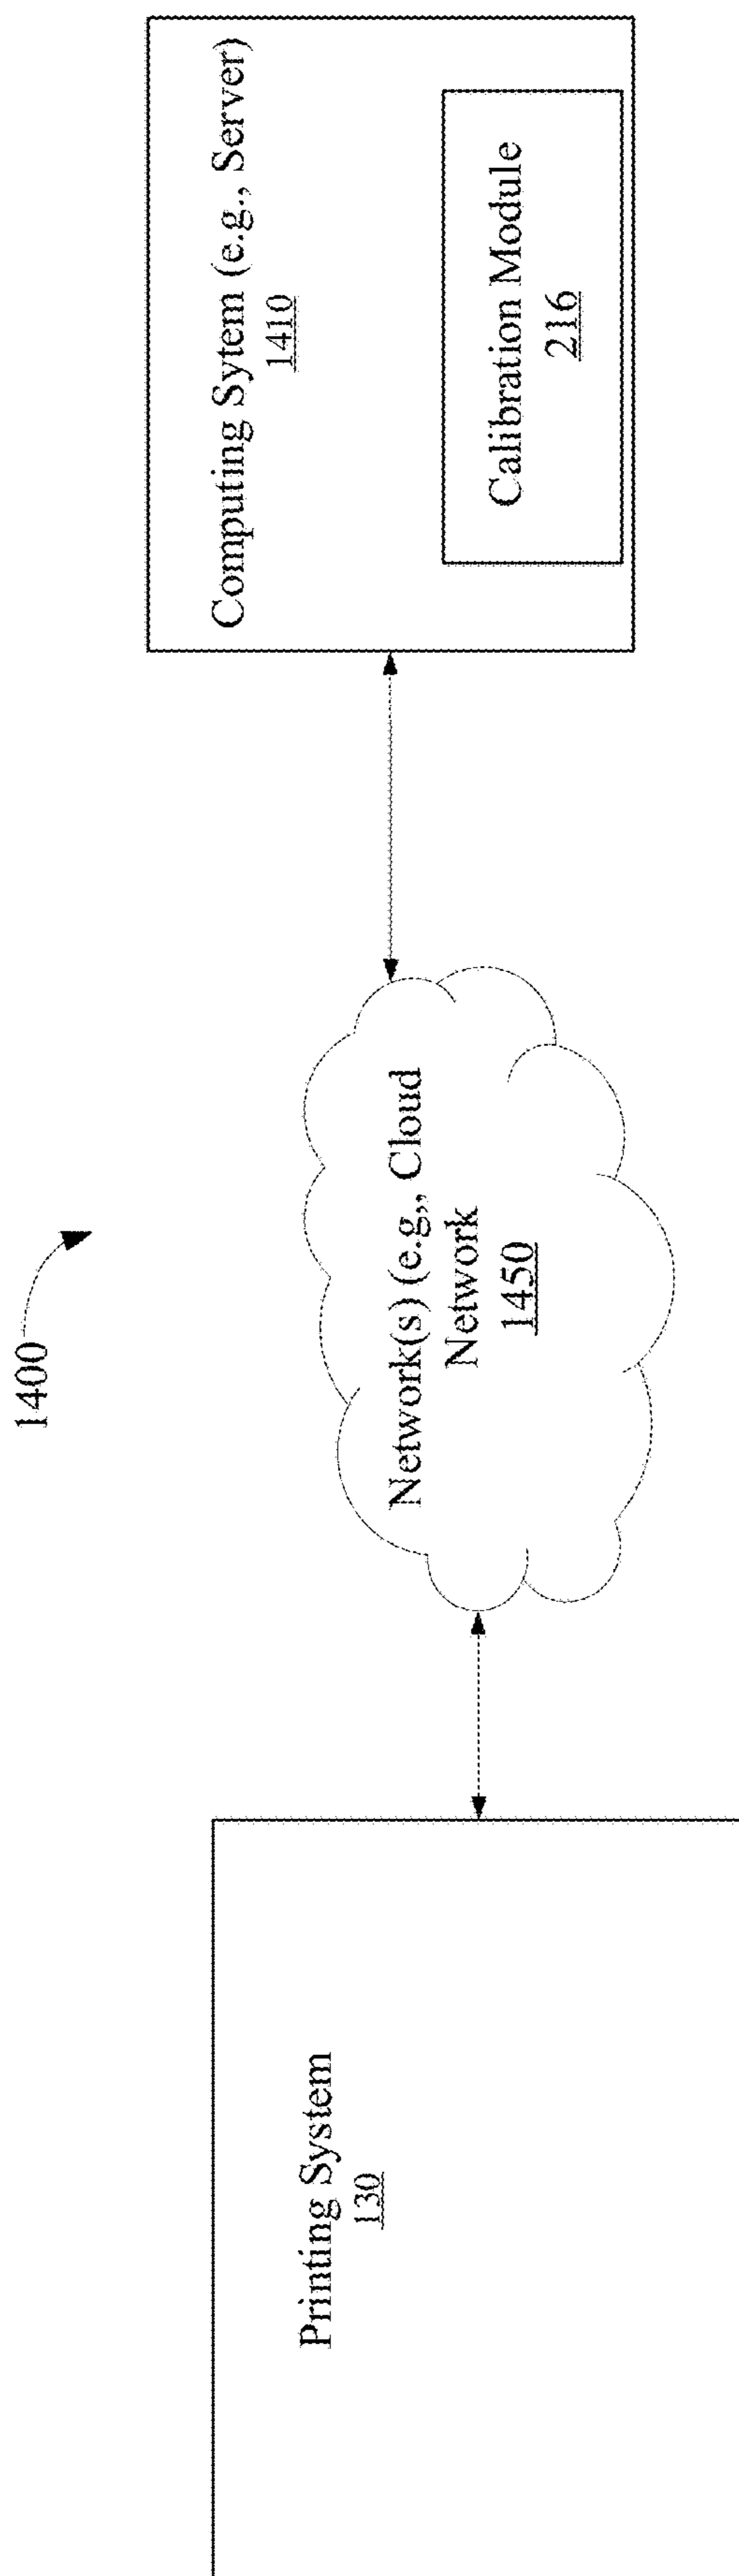 1400
Printing System
130
Network(s) (e.g,, Cloud
Network
1450
Computing Sytem (e.g., Server)
1410
Calibration Module
216